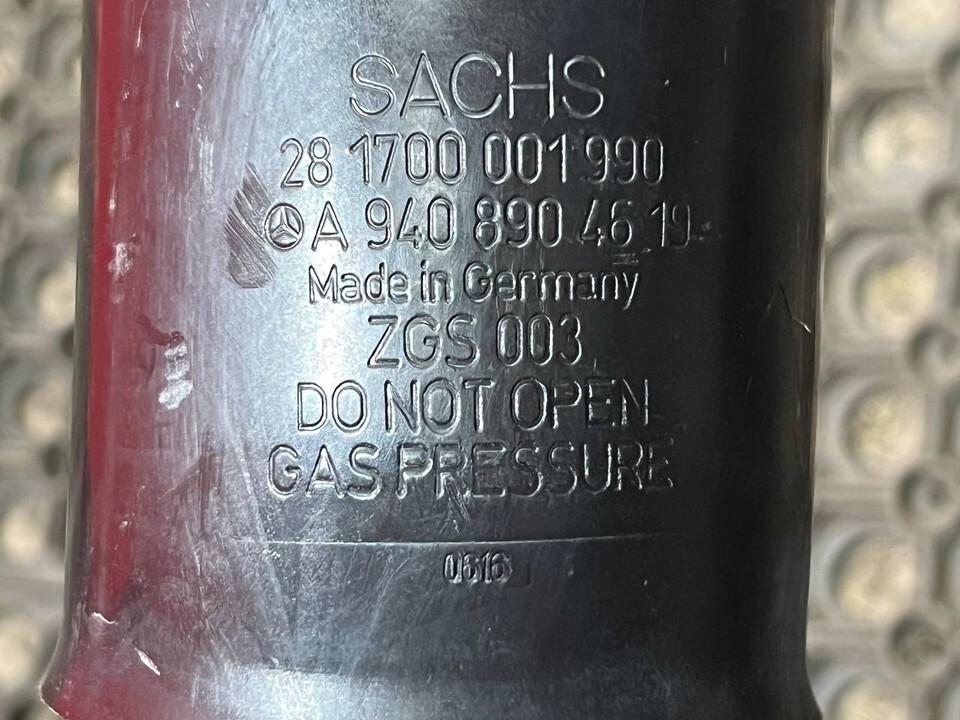 SACHS
28 1700 001 990
A 940 890 46 19
Made in Germany
ZGS 003
DO NOT OPEN
GAS PRESSURE
0616